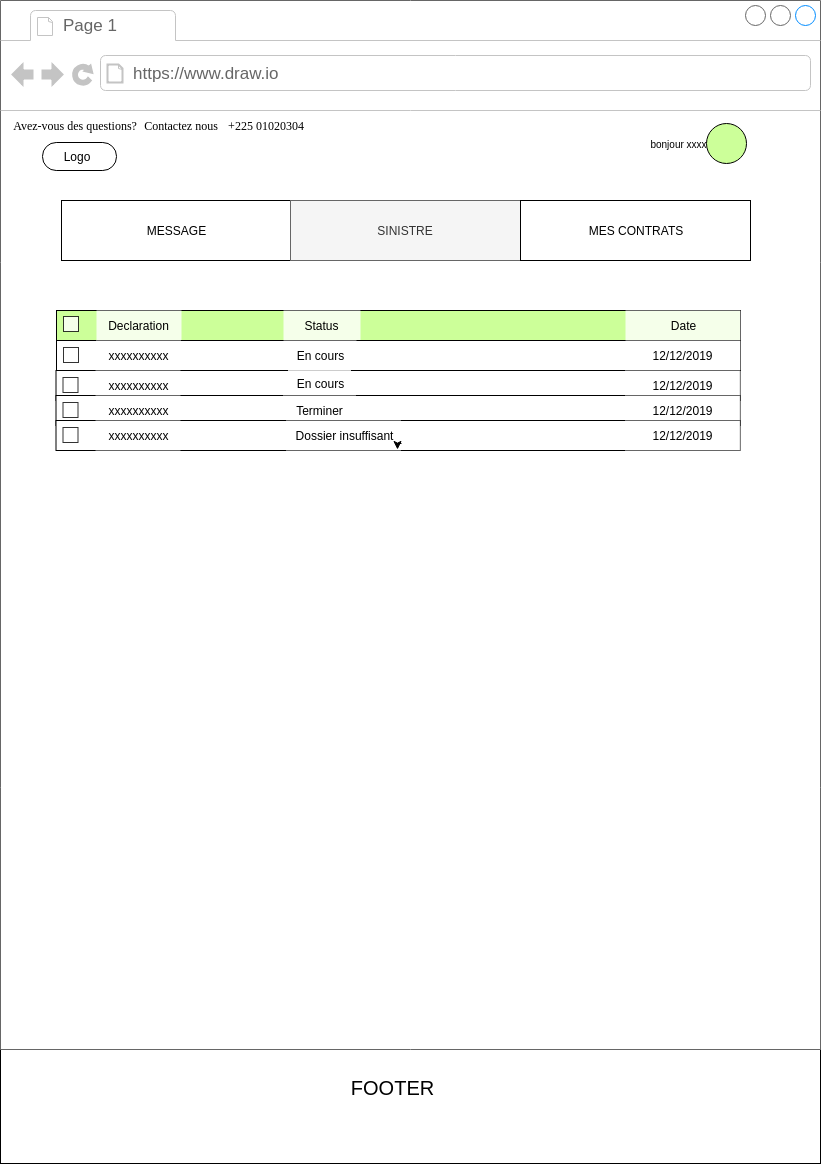 Page 1
https://www.draw.io
Avez-vous des questions? Contactez nous +225 01020304
bonjour xxxx
Logo
MESSAGE SINISTRE MES CONTRATS
Declaration Status Date
xxxxxxxxxx En cours 12/12/2019
xxxxxxxxxx En cours 12/12/2019
xxxxxxxxxx Terminer 12/12/2019
xxxxxxxxxx Dossier insuffisant 12/12/2019
FOOTER